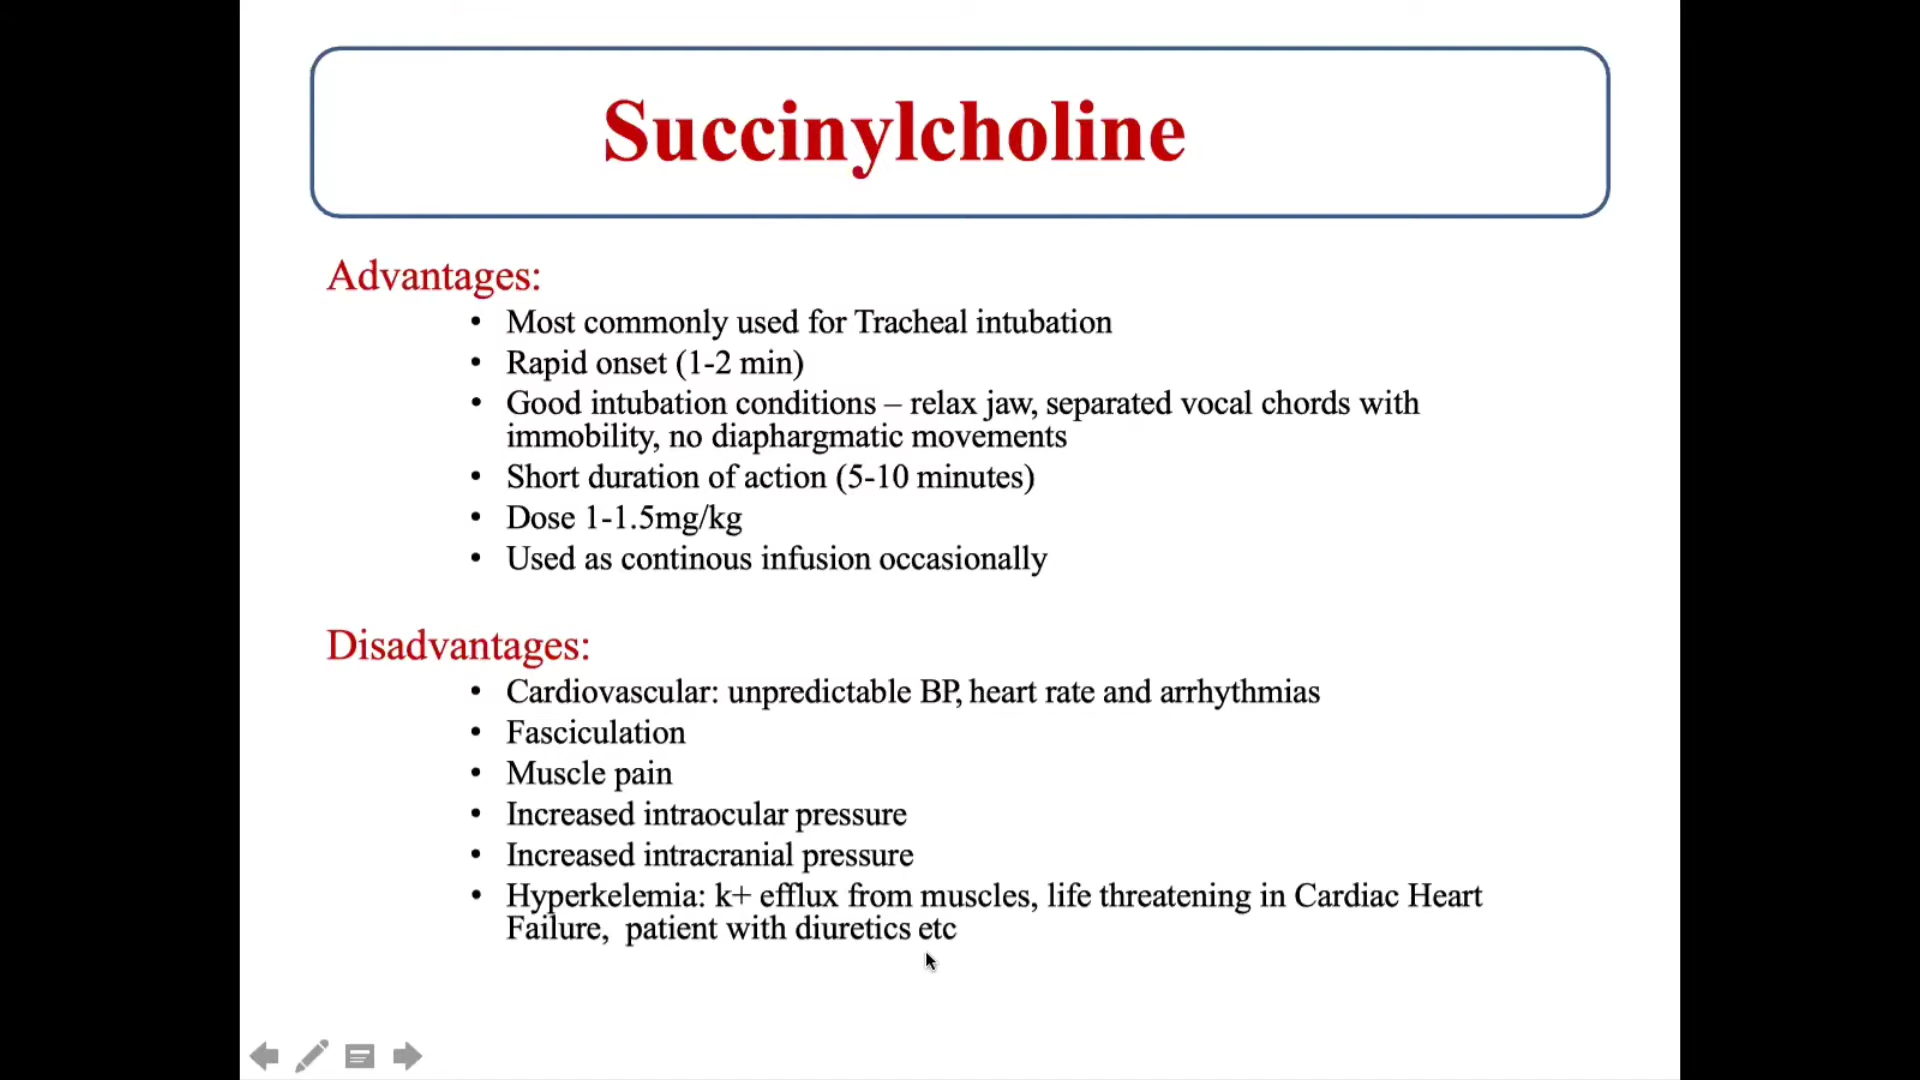 Succinylcholine
Advantages:
• Most commonly used for Tracheal intubation
• Rapid onset (1-2 min)
• Good intubation conditions – relax jaw, separated vocal chords with
immobility, no diaphargmatic movements
• Short duration of action (5-10 minutes)
• Dose 1-1.5mg/kg
• Used as continous infusion occasionally
Disadvantages:
• Cardiovascular: unpredictable BP, heart rate and arrhythmias
• Fasciculation
• Muscle pain
• Increased intraocular pressure
• Increased intracranial pressure
• Hyperkelemia: k+ efflux from muscles, life threatening in Cardiac Heart
Failure, patient with diuretics etc